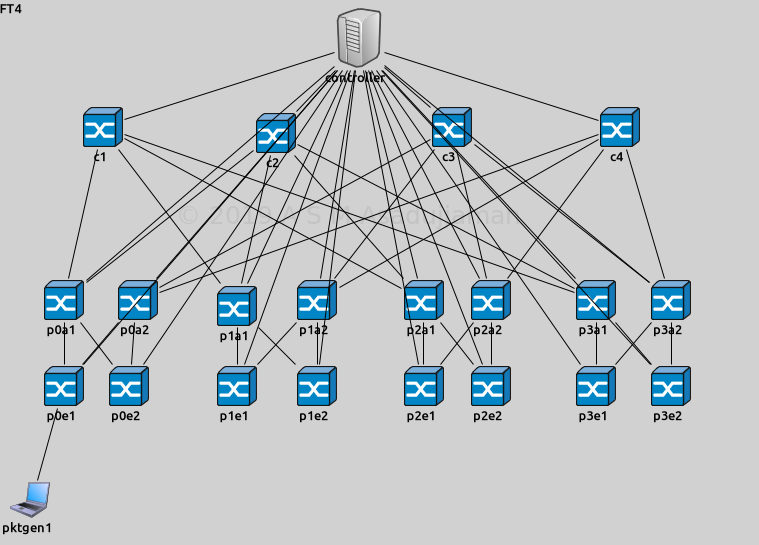 FT4
controller
c1
c2
c3
c4
p0a1
p0a2
p1a1
p1a2
p2a1
p2a2
p3a1
p3a2
p0e1
p0e2
p1e1
p1e2
p2e1
p2e2
p3e1
p3e2
pktgen1